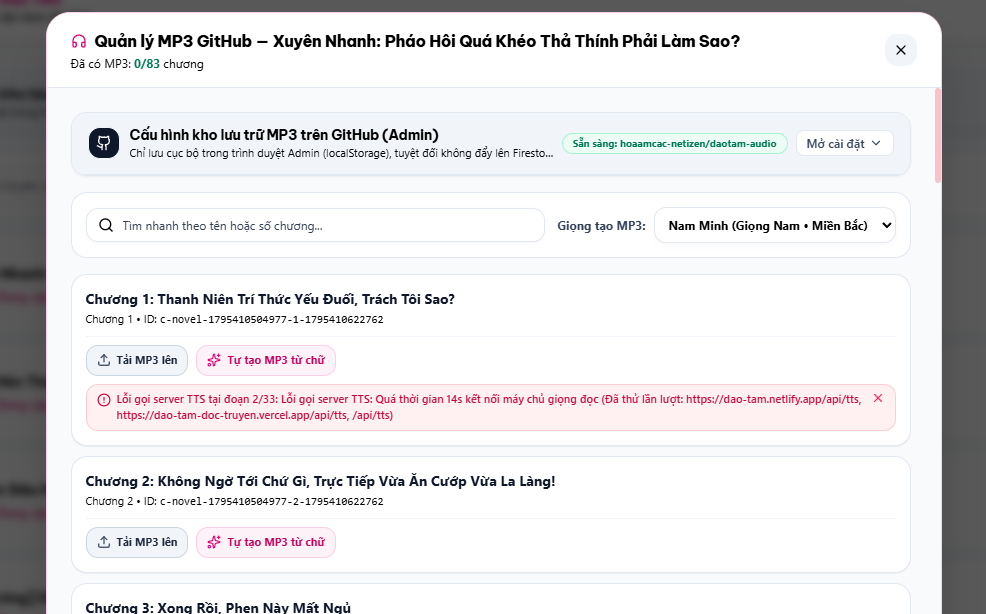 Quản lý MP3 GitHub – Xuyên Nhanh: Pháo Hôi Quá Khéo Thả Thính Phải Làm Sao?
Đã có MP3: 0/83 chương
Cấu hình kho lưu trữ MP3 trên GitHub (Admin)
Chỉ lưu cục bộ trong trình duyệt Admin (localStorage), tuyệt đối không đẩy lên Firesto...
Sẵn sàng: hoaamcac-netizen/daotam-audio
Mở cài đặt
Tìm nhanh theo tên hoặc số chương...
Giọng tạo MP3:
Nam Minh (Giọng Nam • Miền Bắc)
Chương 1: Thanh Niên Trí Thức Yếu Đuối, Trách Tôi Sao?
Chương 1 • ID: c-novel-1795410504977-1-1795410622762
Tải MP3 lên
Tự tạo MP3 từ chữ
Lỗi gọi server TTS tại đoạn 2/33: Lỗi gọi server TTS: Quá thời gian 14s kết nối máy chủ giọng đọc (Đã thử lần lượt: https://dao-tam.netlify.app/api/tts,
https://dao-tam-doc-truyen.vercel.app/api/tts, /api/tts)
Chương 2: Không Ngờ Tới Chứ Gì, Trực Tiếp Vừa Ăn Cướp Vừa La Làng!
Chương 2 • ID: c-novel-1795410504977-2-1795410622762
Tải MP3 lên
Tự tạo MP3 từ chữ
Chương 3: Xong Rồi, Phen Này Mất Ngủ